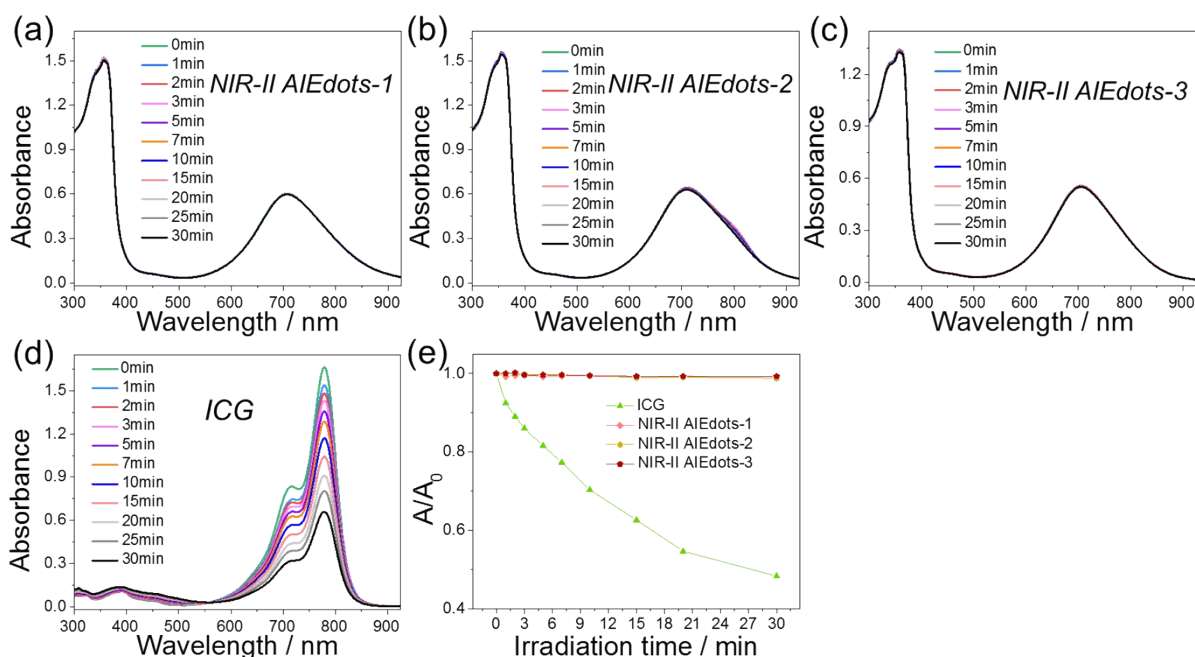 (a)
Absorbance
1.5
1.2
0.9
0.6
0.3
0.0
0min
1min
2min
3min
5min
7min
10min
15min
20min
25min
30min
NIR-II AIEdots-1
300 400 500 600 700 800 900
Wavelength / nm
(b)
Absorbance
1.5
1.2
0.9
0.6
0.3
0.0
0min
1min
2min
3min
5min
7min
10min
15min
20min
25min
30min
NIR-II AIEdots-2
300 400 500 600 700 800 900
Wavelength / nm
(c)
Absorbance
1.2
0.9
0.6
0.3
0.0
0min
1min
2min
3min
5min
7min
10min
15min
20min
25min
30min
NIR-II AIEdots-3
300 400 500 600 700 800 900
Wavelength / nm
(d)
Absorbance
1.5
1.2
0.9
0.6
0.3
0.0
0min
1min
2min
3min
5min
7min
10min
15min
20min
25min
30min
ICG
300 400 500 600 700 800 900
Wavelength / nm
(e)
A/A0
1.0
0.8
0.6
0.4
ICG
NIR-II AIEdots-1
NIR-II AIEdots-2
NIR-II AIEdots-3
0 3 6 9 12 15 18 21 24 27 30
Irradiation time / min